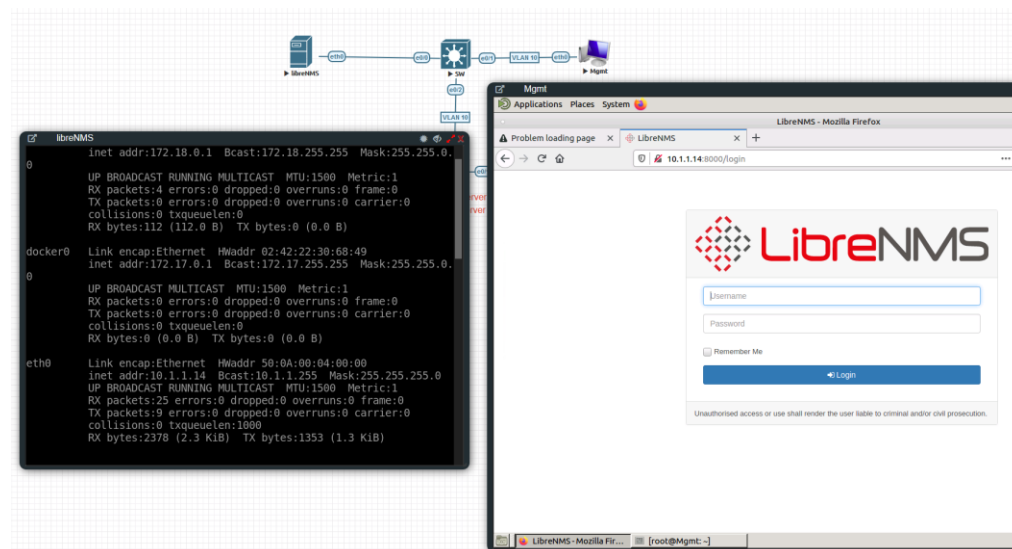 eth0
e0/0
e0/1
VLAN 10
eth0
libreNMS
SW
Mgmt
e0/2
VLAN 10
libreNMS
inet addr:172.18.0.1 Bcast:172.18.255.255 Mask:255.255.0.
0
UP BROADCAST RUNNING MULTICAST MTU:1500 Metric:1
RX packets:4 errors:0 dropped:0 overruns:0 frame:0
TX packets:0 errors:0 dropped:0 overruns:0 carrier:0
collisions:0 txqueuelen:0
RX bytes:112 (112.0 B) TX bytes:0 (0.0 B)
docker0 Link encap:Ethernet HWaddr 02:42:22:30:68:49
inet addr:172.17.0.1 Bcast:172.17.255.255 Mask:255.255.0.
0
UP BROADCAST MULTICAST MTU:1500 Metric:1
RX packets:0 errors:0 dropped:0 overruns:0 frame:0
TX packets:0 errors:0 dropped:0 overruns:0 carrier:0
collisions:0 txqueuelen:0
RX bytes:0 (0.0 B) TX bytes:0 (0.0 B)
eth0 Link encap:Ethernet HWaddr 50:0A:00:04:00:00
inet addr:10.1.1.14 Bcast:10.1.1.255 Mask:255.255.255.0
UP BROADCAST RUNNING MULTICAST MTU:1500 Metric:1
RX packets:25 errors:0 dropped:0 overruns:0 frame:0
TX packets:9 errors:0 dropped:0 overruns:0 carrier:0
collisions:0 txqueuelen:1000
RX bytes:2378 (2.3 KiB) TX bytes:1353 (1.3 KiB)
Mgmt
Applications Places System
LibreNMS - Mozilla Firefox
Problem loading page
LibreNMS
10.1.1.14:8000/login
LibreNMS
Username
Password
Remember Me
Login
Unauthorised access or use shall render the user liable to criminal and/or civil prosecution.
LibreNMS - Mozilla Fir...
[root@Mgmt: ~]